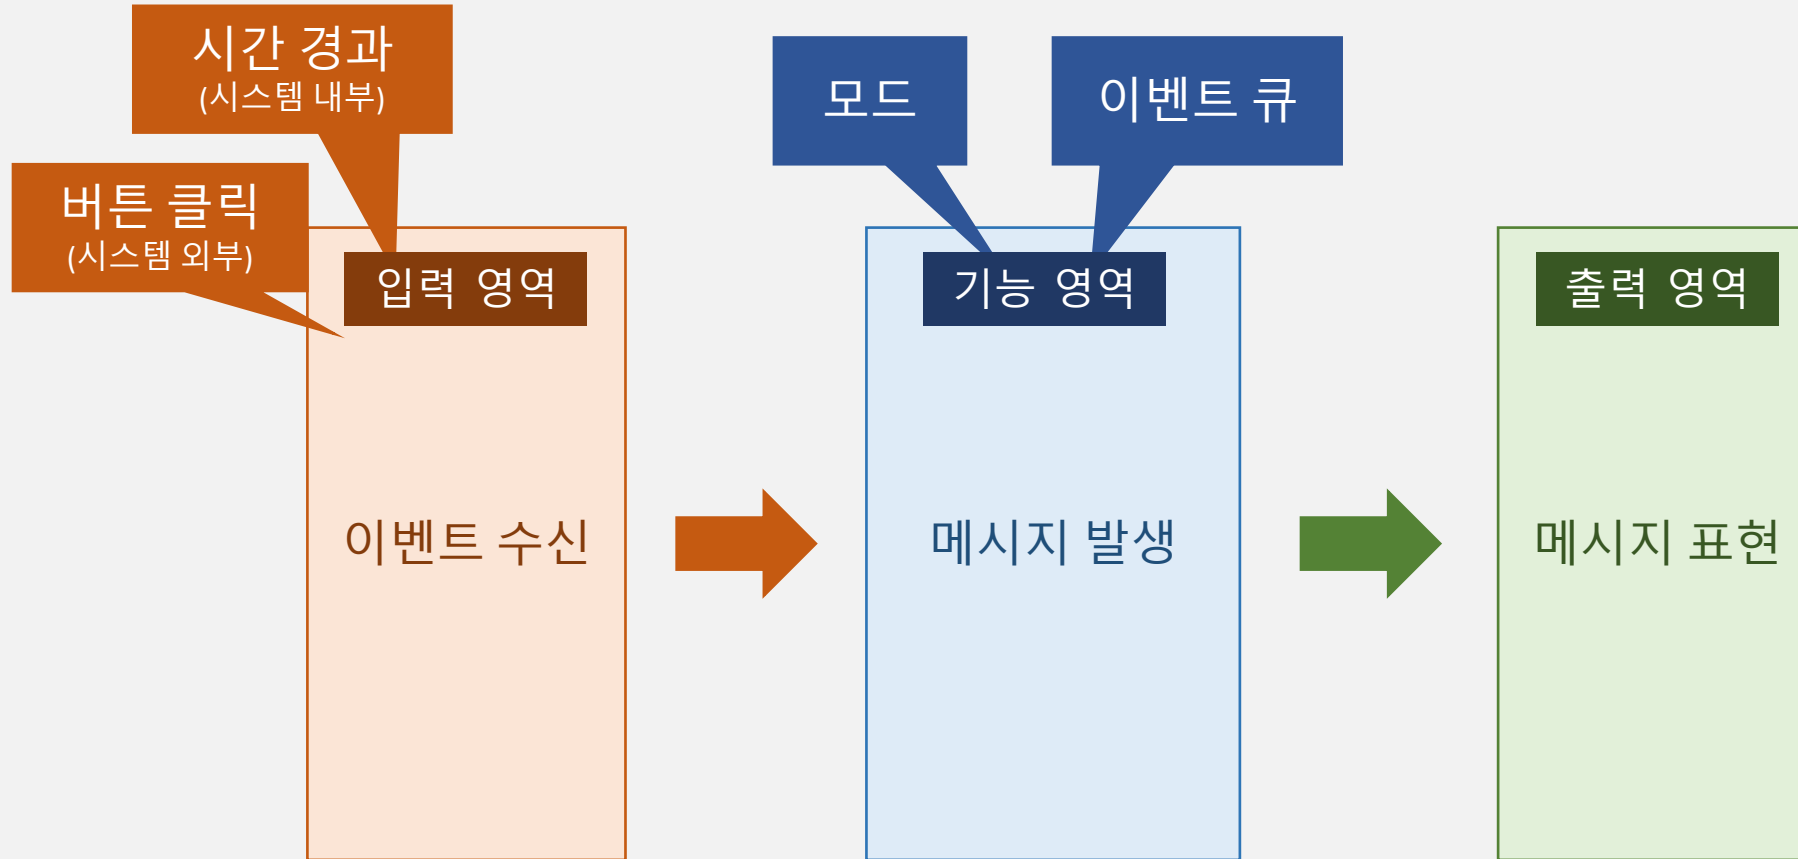 시간 경과
(시스템 내부)
버튼 클릭
(시스템 외부)
모드
이벤트 큐
입력 영역
기능 영역
출력 영역
이벤트 수신
메시지 발생
메시지 표현